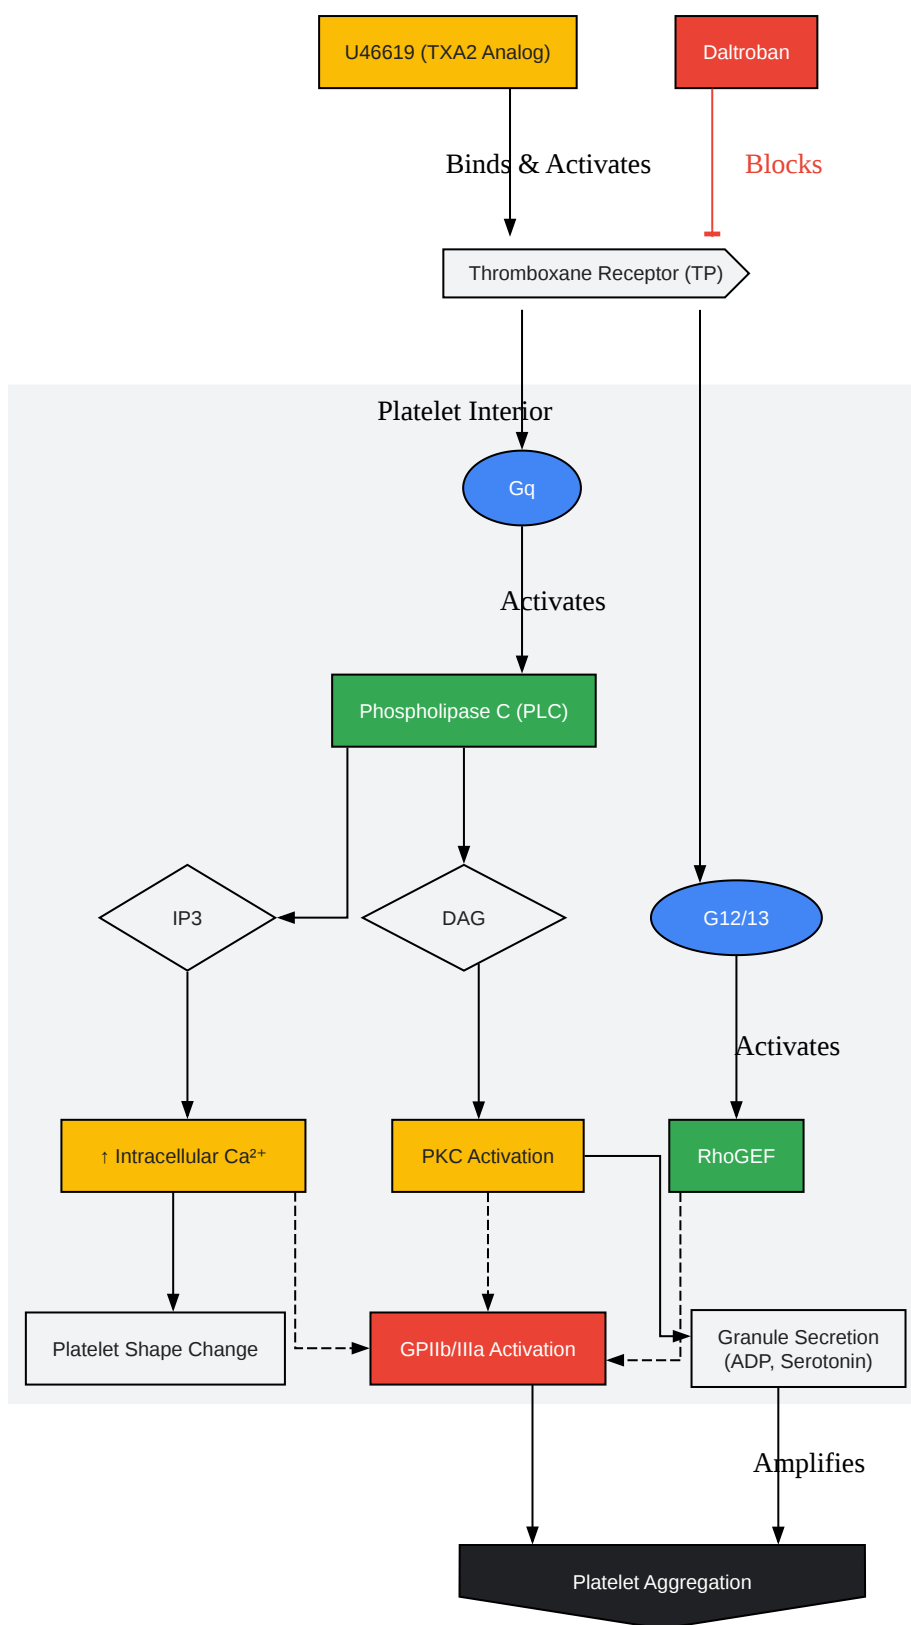 U46619 (TXA2 Analog)
Daltroban
Binds & Activates
Blocks
Thromboxane Receptor (TP)
Platelet Interior
Gq
Activates
Phospholipase C (PLC)
IP3
DAG
G12/13
Activates
↑ Intracellular Ca²⁺
PKC Activation
RhoGEF
Platelet Shape Change
GPIIb/IIIa Activation
Granule Secretion
(ADP, Serotonin)
Amplifies
Platelet Aggregation